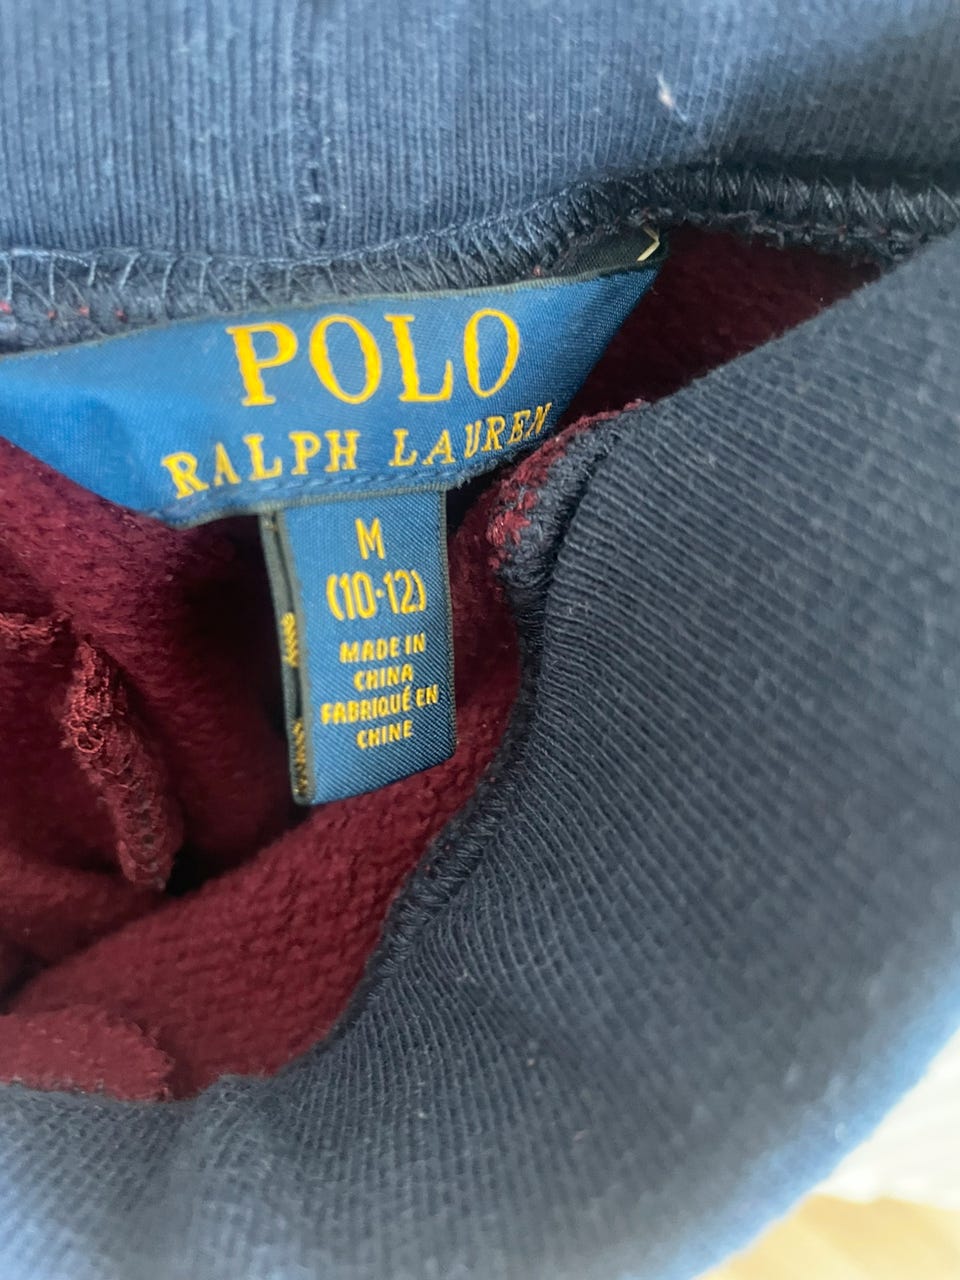 POLO
RALPH LAUREN
M
(10-12)
MADE IN
CHINA
FABRIQUÉ EN
CHINE